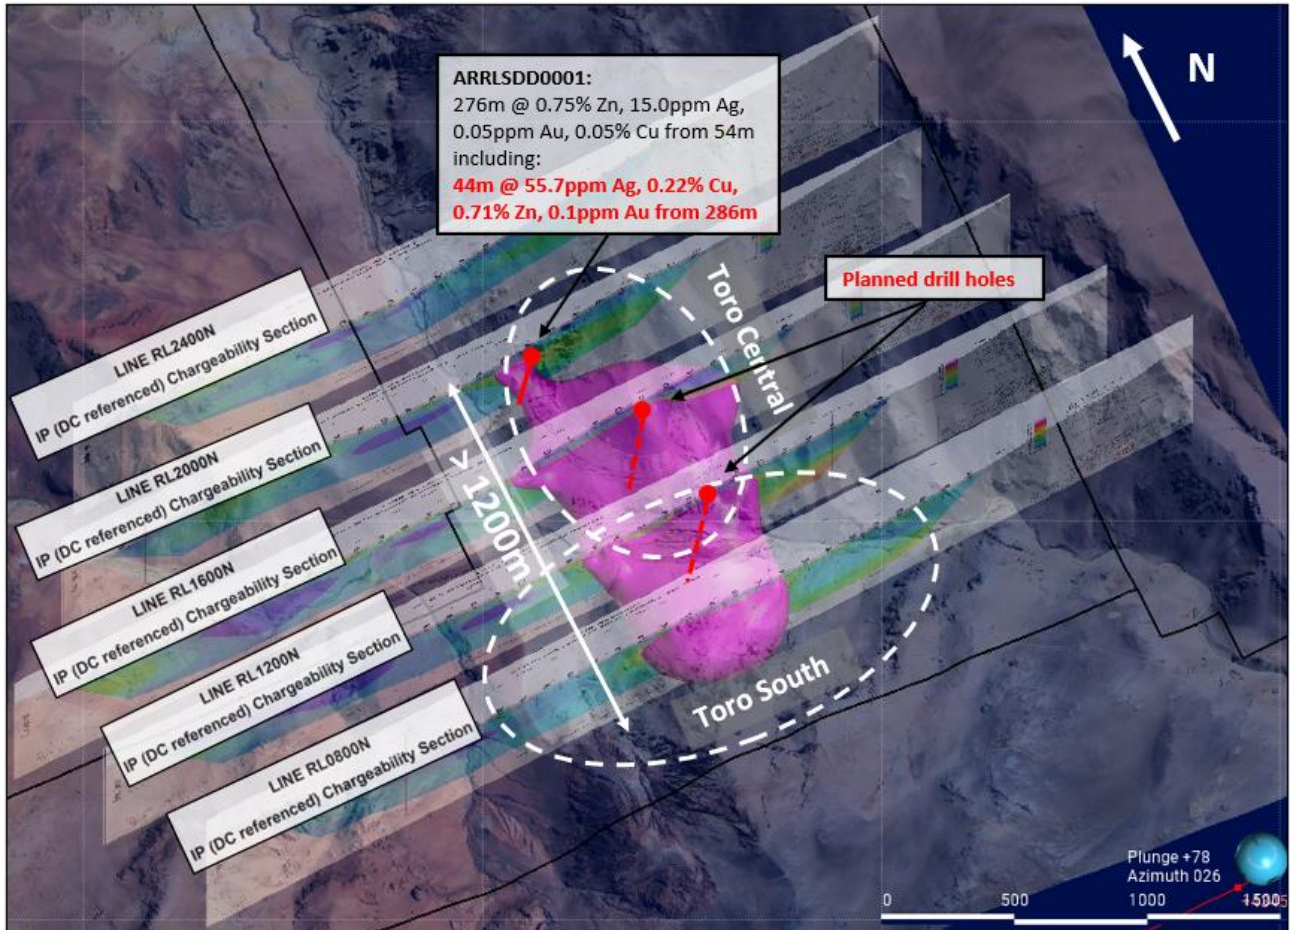 ARRLSDD0001:
276m @ 0.75% Zn, 15.0ppm Ag,
0.05ppm Au, 0.05% Cu from 54m
including:
44m @ 55.7ppm Ag, 0.22% Cu,
0.71% Zn, 0.1ppm Au from 286m
N
Planned drill holes
Toro Central
LINE RL2400N
IP (DC referenced) Chargeability Section
LINE RL2000N
IP (DC referenced) Chargeability Section
LINE RL1600N
IP (DC referenced) Chargeability Section
LINE RL1200N
IP (DC referenced) Chargeability Section
LINE RL0800N
IP (DC referenced) Chargeability Section
> 1200m
Toro South
Plunge +78
Azimuth 026
0 500 1000 1500